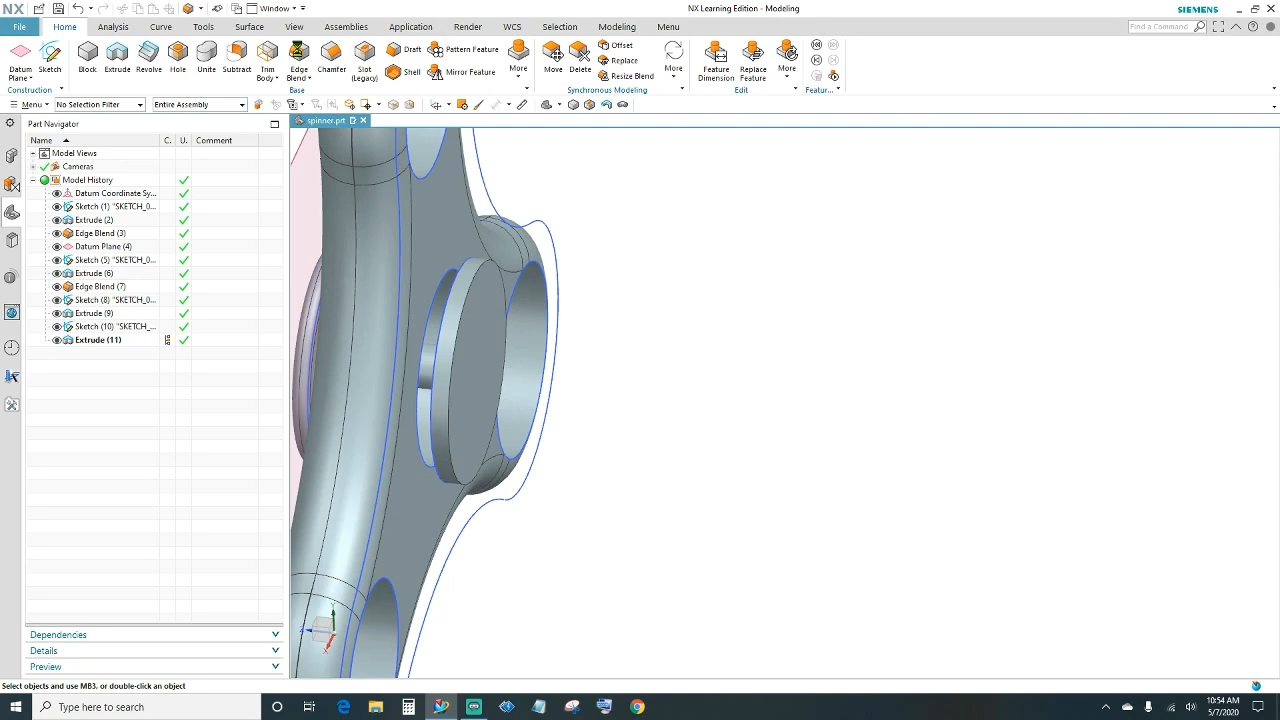 NX
Window
NX Learning Edition - Modeling
SIEMENS
File
Home
Analysis
Curve
Tools
Surface
View
Assemblies
Application
Render
WCS
Selection
Modeling
Menu
Find a Command
Datum Plane
Sketch
Block
Extrude
Revolve
Hole
Unite
Subtract
Trim Body
Edge Blend
Chamfer
Slot (Legacy)
Draft
Shell
Pattern Feature
Mirror Feature
More
Move
Delete
Offset
Replace
Resize Blend
More
Feature Dimension
Replace Feature
More
Construction
Base
Synchronous Modeling
Edit
Featur...
Menu
No Selection Filter
Entire Assembly
Part Navigator
spinner.prt
Name
C.
U.
Comment
Model Views
Cameras
Model History
Datum Coordinate Sy...
Sketch (1) "SKETCH_0...
Extrude (2)
Edge Blend (3)
Datum Plane (4)
Sketch (5) "SKETCH_0...
Extrude (6)
Edge Blend (7)
Sketch (8) "SKETCH_0...
Extrude (9)
Sketch (10) "SKETCH_...
Extrude (11)
Y
Z
X
Dependencies
Details
Preview
Select objects and use MB3, or double-click an object
Type here to search
10:54 AM
5/7/2020